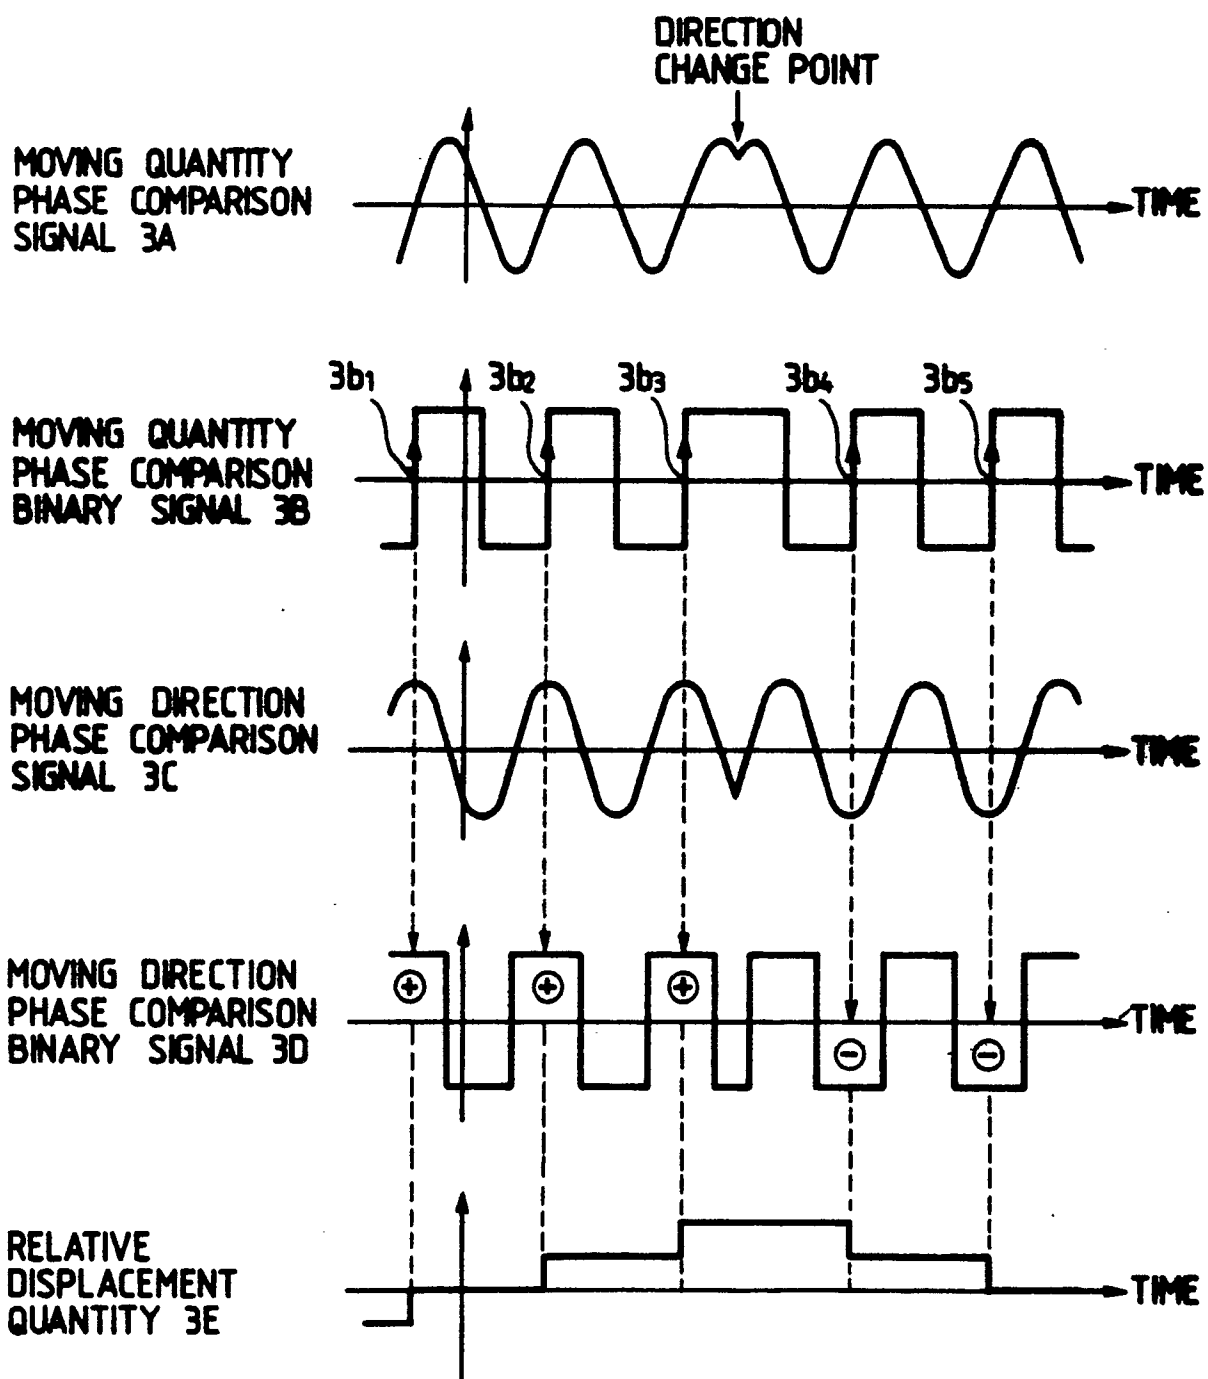 DIRECTION
CHANGE POINT
MOVING QUANTITY
PHASE COMPARISON
SIGNAL 3A
TIME
3b1
3b2
3b3
3b4
3b5
MOVING QUANTITY
PHASE COMPARISON
BINARY SIGNAL 3B
TIME
MOVING DIRECTION
PHASE COMPARISON
SIGNAL 3C
TIME
MOVING DIRECTION
PHASE COMPARISON
BINARY SIGNAL 3D
+
+
+
−
−
TIME
RELATIVE
DISPLACEMENT
QUANTITY 3E
TIME